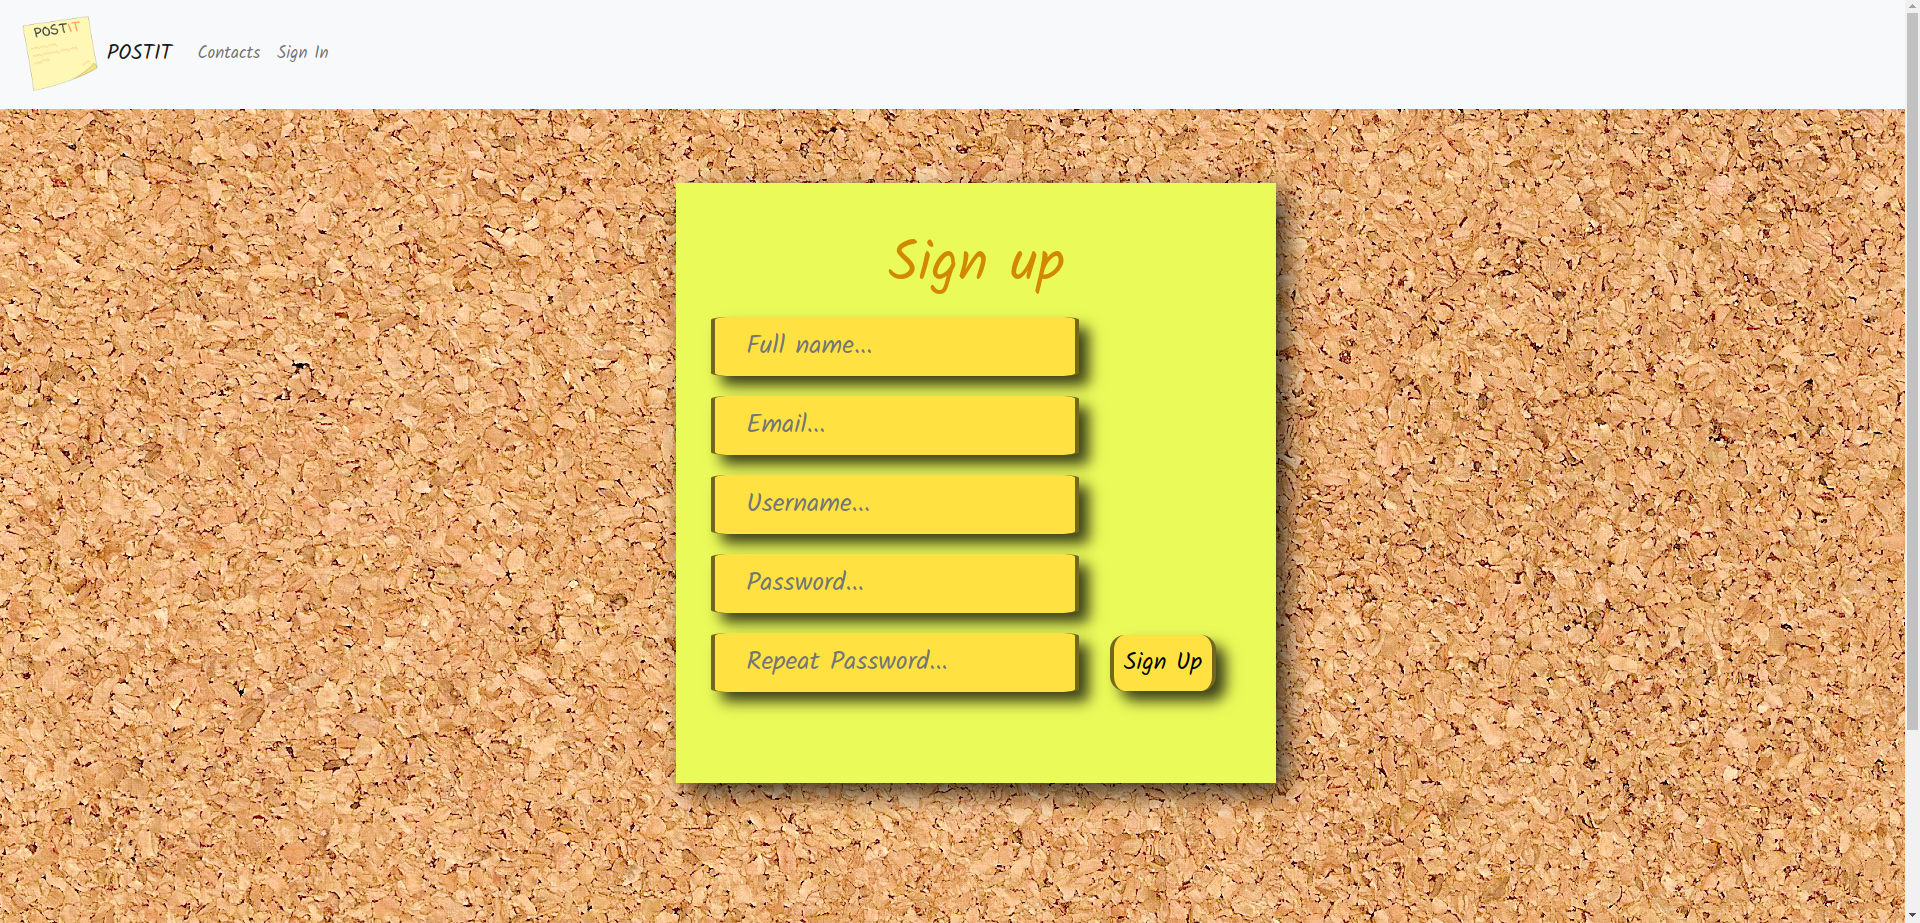 POSTIT
POSTIT
Contacts
Sign In
Sign up
Full name...
Email...
Username...
Password...
Repeat Password...
Sign Up